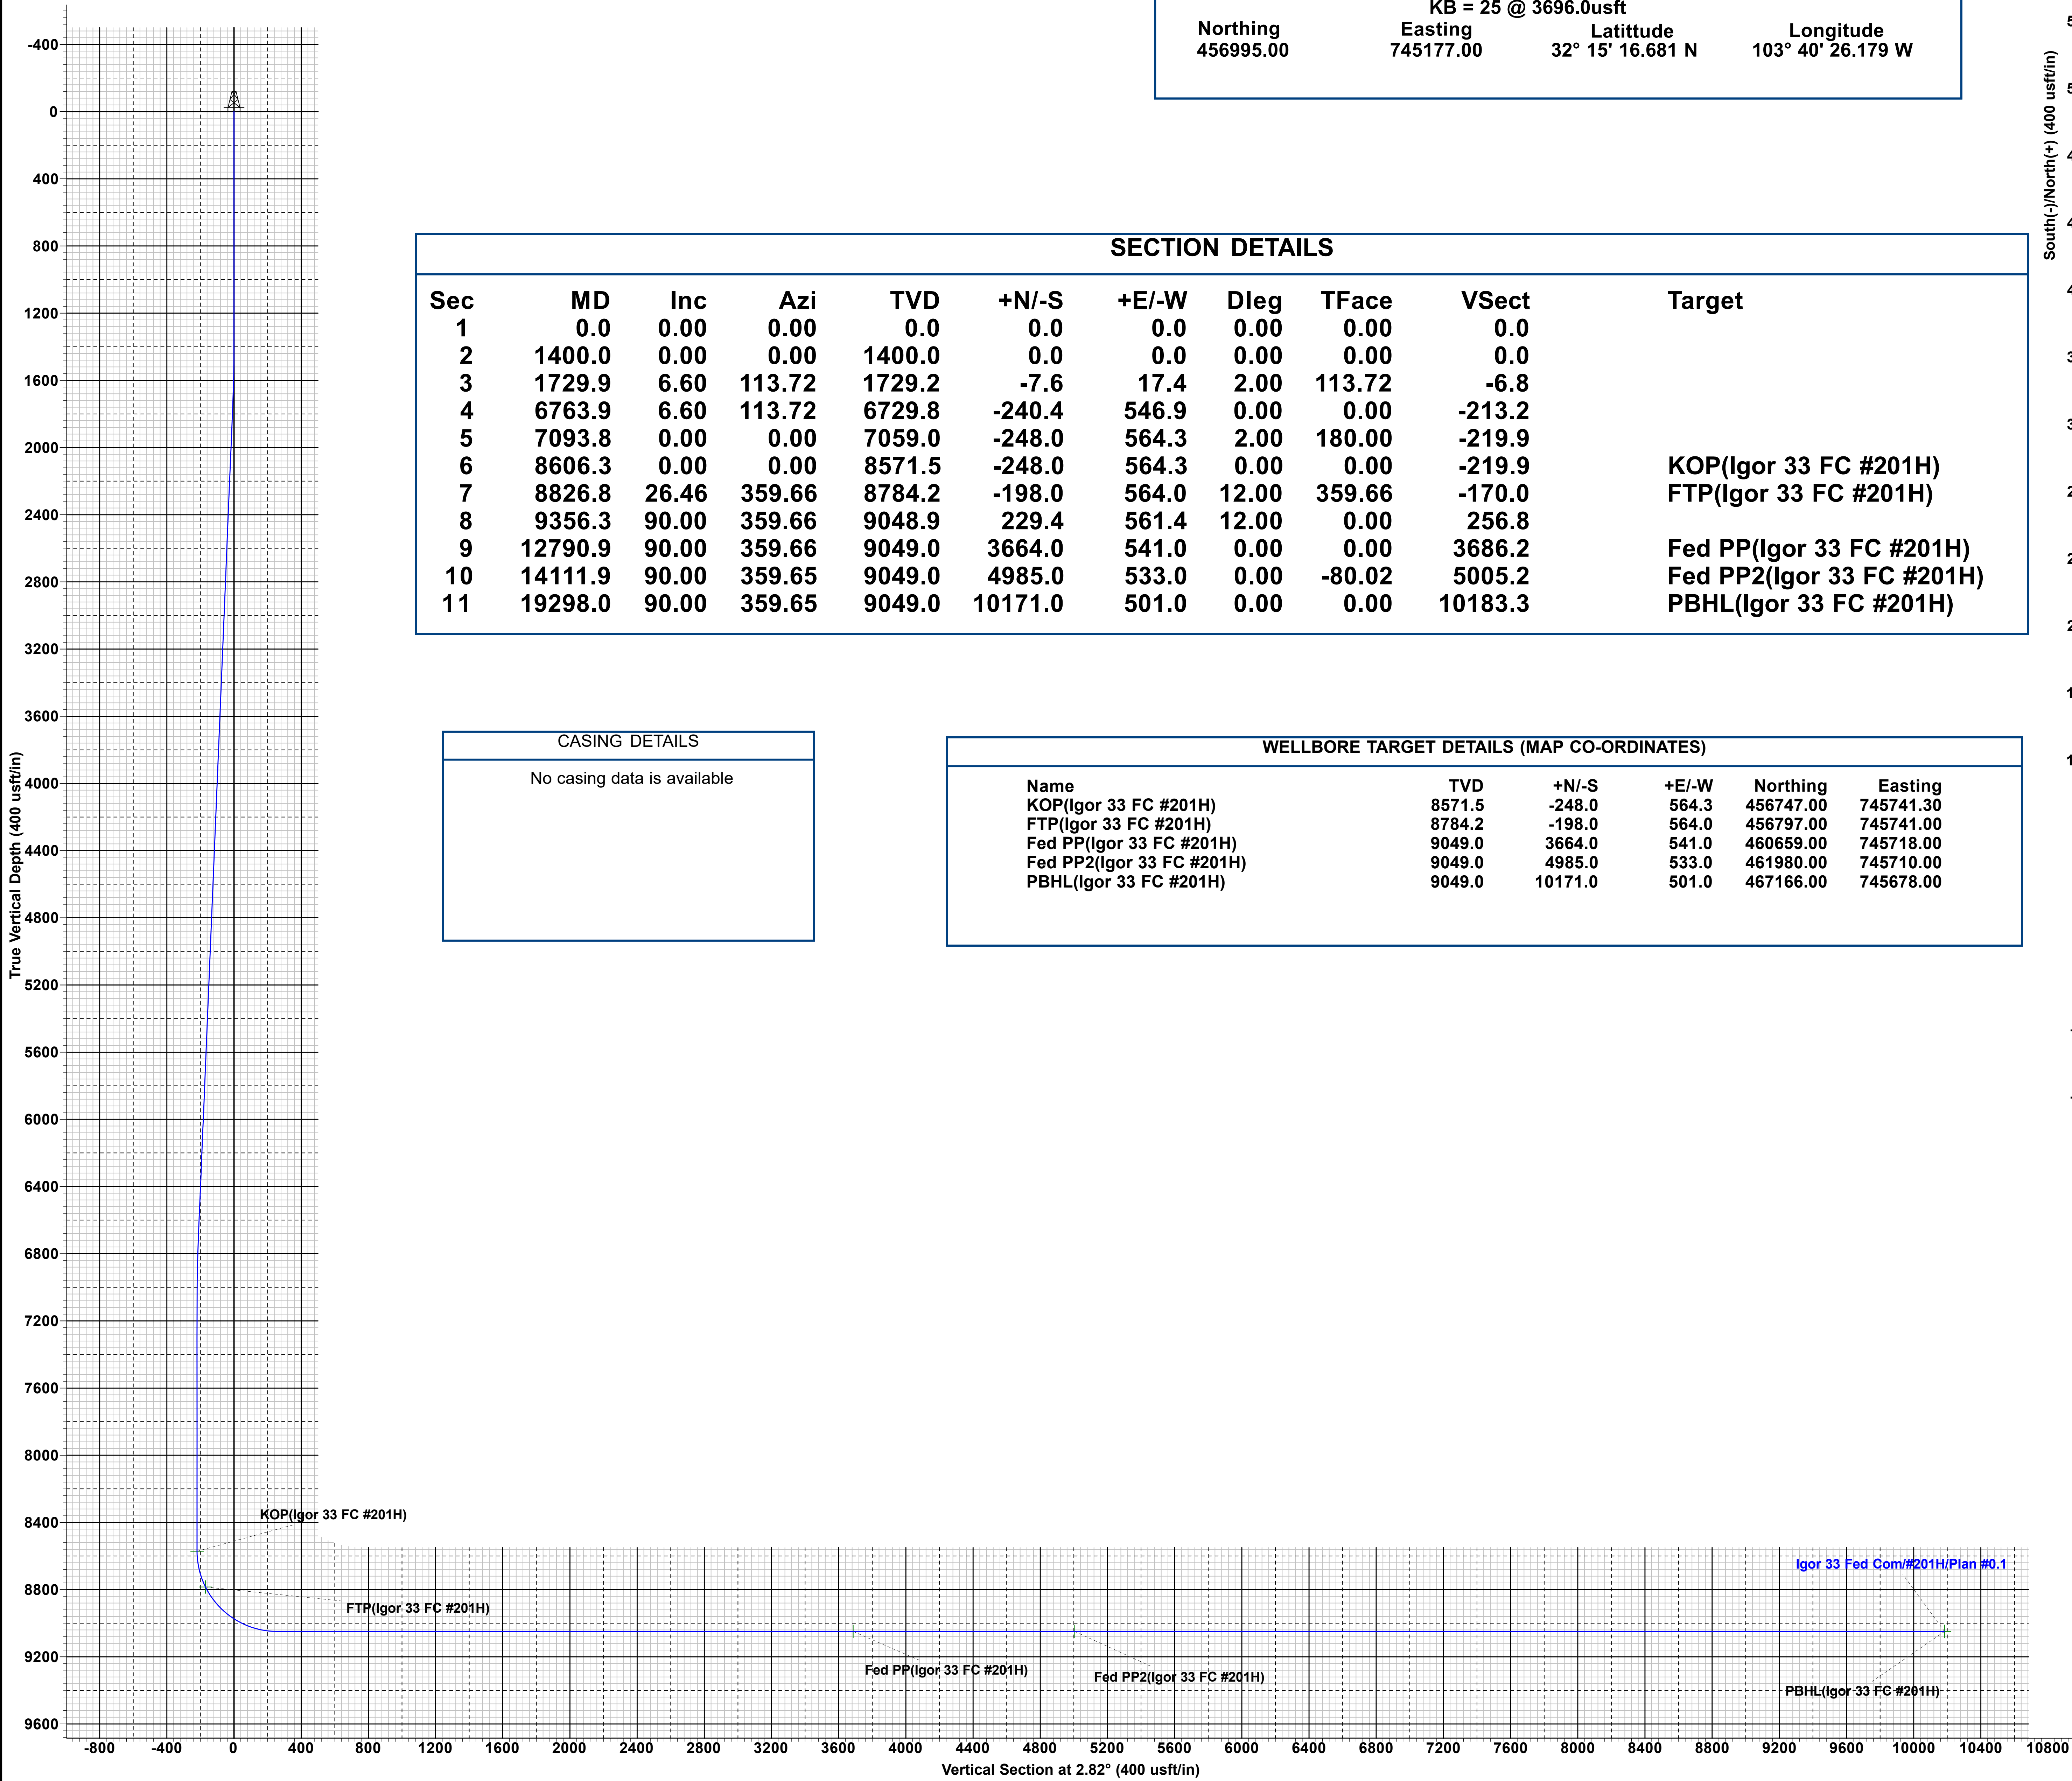 KB = 25 @ 3696.0usft
Northing Easting Latittude Longitude
456995.00 745177.00 32° 15' 16.681 N 103° 40' 26.179 W
South(-)/North(+) (400 usft/in)
SECTION DETAILS
Sec MD Inc Azi TVD +N/-S +E/-W Dleg TFace VSect Target
1 0.0 0.00 0.00 0.0 0.0 0.0 0.00 0.00 0.0
2 1400.0 0.00 0.00 1400.0 0.0 0.0 0.00 0.00 0.0
3 1729.9 6.60 113.72 1729.2 -7.6 17.4 2.00 113.72 -6.8
4 6763.9 6.60 113.72 6729.8 -240.4 546.9 0.00 0.00 -213.2
5 7093.8 0.00 0.00 7059.0 -248.0 564.3 2.00 180.00 -219.9
6 8606.3 0.00 0.00 8571.5 -248.0 564.3 0.00 0.00 -219.9 KOP(Igor 33 FC #201H)
7 8826.8 26.46 359.66 8784.2 -198.0 564.0 12.00 359.66 -170.0 FTP(Igor 33 FC #201H)
8 9356.3 90.00 359.66 9048.9 229.4 561.4 12.00 0.00 256.8
9 12790.9 90.00 359.66 9049.0 3664.0 541.0 0.00 0.00 3686.2 Fed PP(Igor 33 FC #201H)
10 14111.9 90.00 359.65 9049.0 4985.0 533.0 0.00 -80.02 5005.2 Fed PP2(Igor 33 FC #201H)
11 19298.0 90.00 359.65 9049.0 10171.0 501.0 0.00 0.00 10183.3 PBHL(Igor 33 FC #201H)
CASING DETAILS
No casing data is available
WELLBORE TARGET DETAILS (MAP CO-ORDINATES)
Name TVD +N/-S +E/-W Northing Easting
KOP(Igor 33 FC #201H) 8571.5 -248.0 564.3 456747.00 745741.30
FTP(Igor 33 FC #201H) 8784.2 -198.0 564.0 456797.00 745741.00
Fed PP(Igor 33 FC #201H) 9049.0 3664.0 541.0 460659.00 745718.00
Fed PP2(Igor 33 FC #201H) 9049.0 4985.0 533.0 461980.00 745710.00
PBHL(Igor 33 FC #201H) 9049.0 10171.0 501.0 467166.00 745678.00
True Vertical Depth (400 usft/in)
-400
0
400
800
1200
1600
2000
2400
2800
3200
3600
4000
4400
4800
5200
5600
6000
6400
6800
7200
7600
8000
8400
8800
9200
9600
KOP(Igor 33 FC #201H)
FTP(Igor 33 FC #201H)
Igor 33 Fed Com/#201H/Plan #0.1
Fed PP(Igor 33 FC #201H)
Fed PP2(Igor 33 FC #201H)
PBHL(Igor 33 FC #201H)
-800 -400 0 400 800 1200 1600 2000 2400 2800 3200 3600 4000 4400 4800 5200 5600 6000 6400 6800 7200 7600 8000 8400 8800 9200 9600 10000 10400 10800
Vertical Section at 2.82° (400 usft/in)